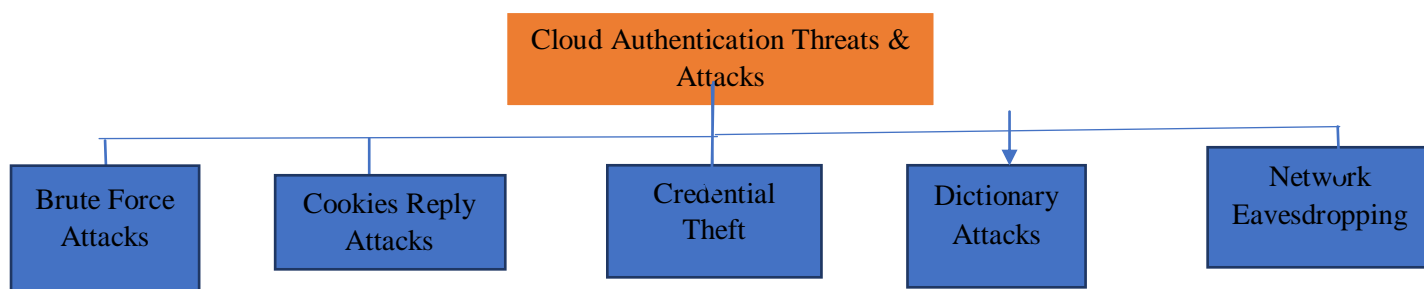 Cloud Authentication Threats &
Attacks
Brute Force
Attacks
Cookies Reply
Attacks
Credential
Theft
Dictionary
Attacks
Network
Eavesdropping